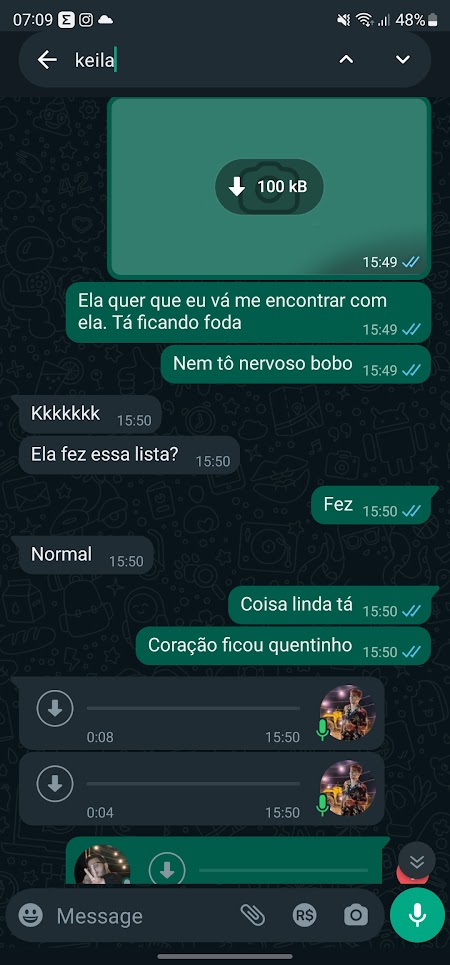 07:09
48%
keila
100 kB
15:49
Ela quer que eu vá me encontrar com
ela. Tá ficando foda
15:49
Nem tô nervoso bobo 15:49
Kkkkkkk 15:50
Ela fez essa lista? 15:50
Fez 15:50
Normal 15:50
Coisa linda tá 15:50
Coração ficou quentinho 15:50
0:08 15:50
0:04 15:50
Message
R$